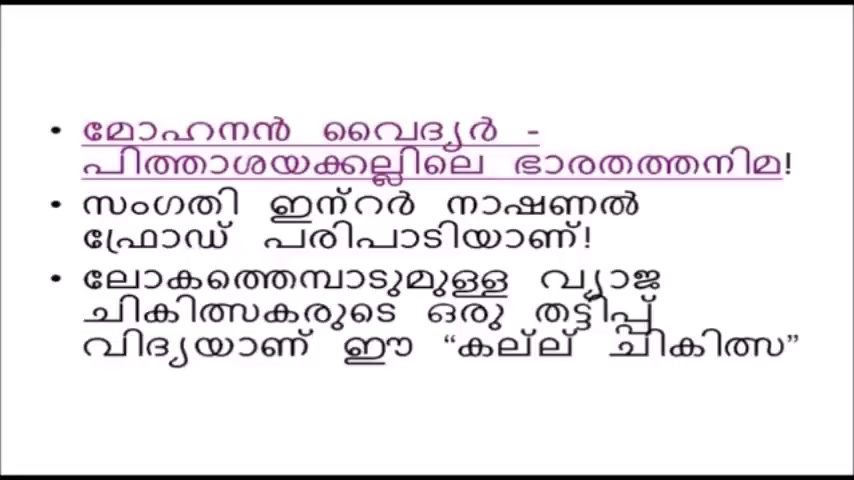 • മോഹനൻ വൈദ്യർ -
പിത്താശയക്കല്ലിലെ ഭാരതത്തനിമ!
• സംഗതി ഇന്റർ നാഷണൽ
ഫ്രോഡ് പരിപാടിയാണ്!
• ലോകത്തെമ്പാടുമുള്ള വ്യാജ
ചികിത്സകരുടെ ഒരു തട്ടിപ്പ്
വിദ്യയാണ് ഈ “കല്ല് ചികിത്സ”